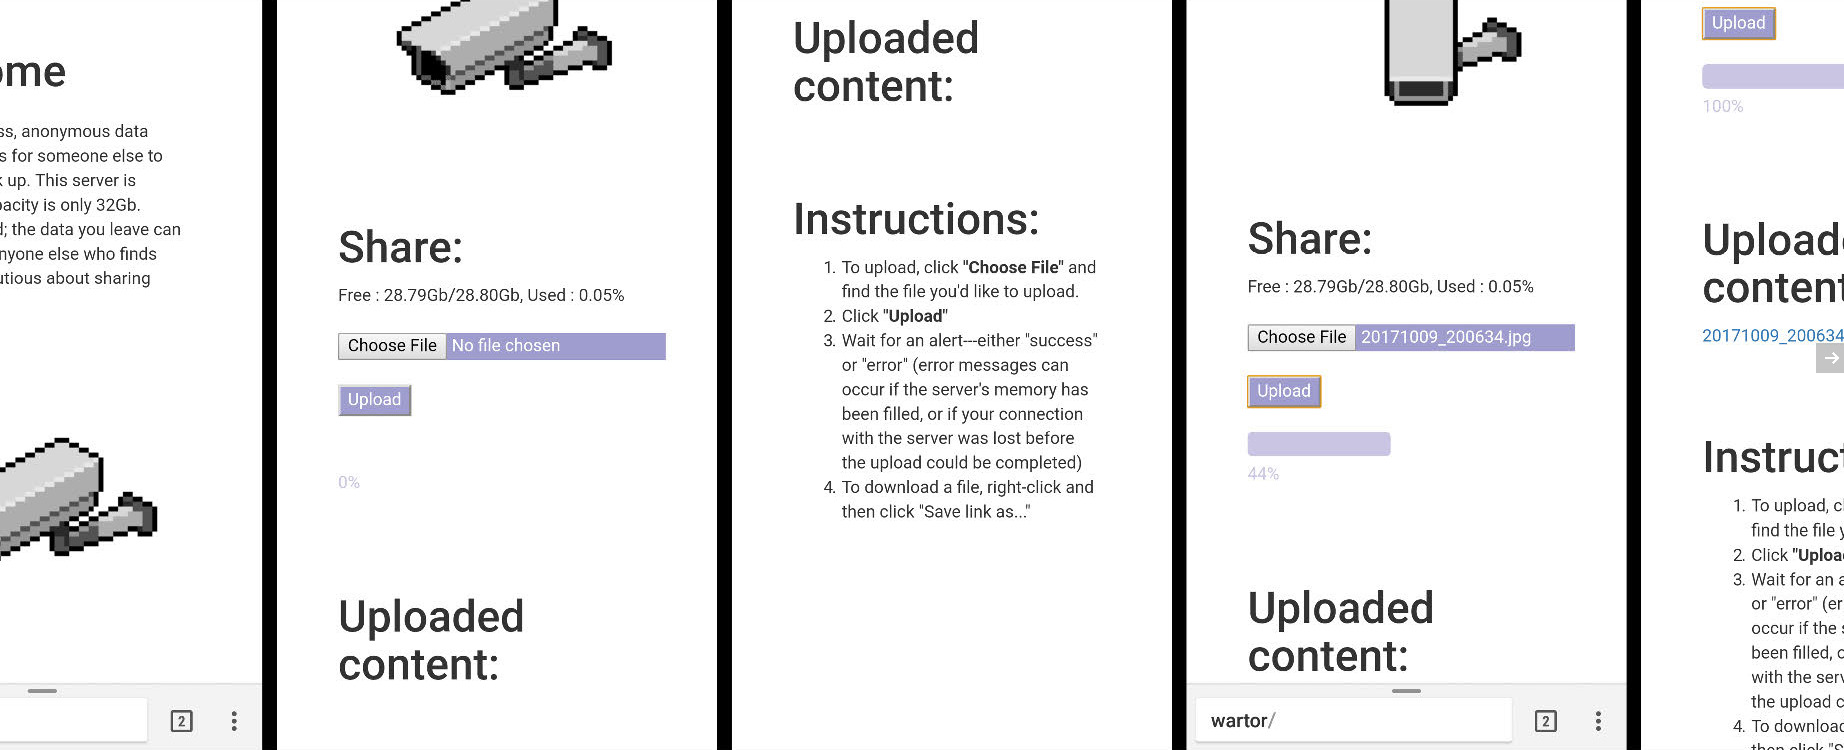 ome
ss, anonymous data
s for someone else to
k up. This server is
pacity is only 32Gb.
d; the data you leave can
nyone else who finds
utious about sharing
2
Share:
Free : 28.79Gb/28.80Gb, Used : 0.05%
Choose File No file chosen
Upload
0%
Uploaded
content:
Uploaded
content:
Instructions:
1. To upload, click "Choose File" and
find the file you'd like to upload.
2. Click "Upload"
3. Wait for an alert---either "success"
or "error" (error messages can
occur if the server's memory has
been filled, or if your connection
with the server was lost before
the upload could be completed)
4. To download a file, right-click and
then click "Save link as..."
Share:
Free : 28.79Gb/28.80Gb, Used : 0.05%
Choose File 20171009_200634.jpg
Upload
44%
Uploaded
content:
wartor/
2
Upload
100%
Upload
content
20171009_200634
Instruct
1. To upload, cl
find the file y
2. Click "Uploa
3. Wait for an a
or "error" (er
occur if the s
been filled, o
with the serv
the upload c
4. To download
then click "S